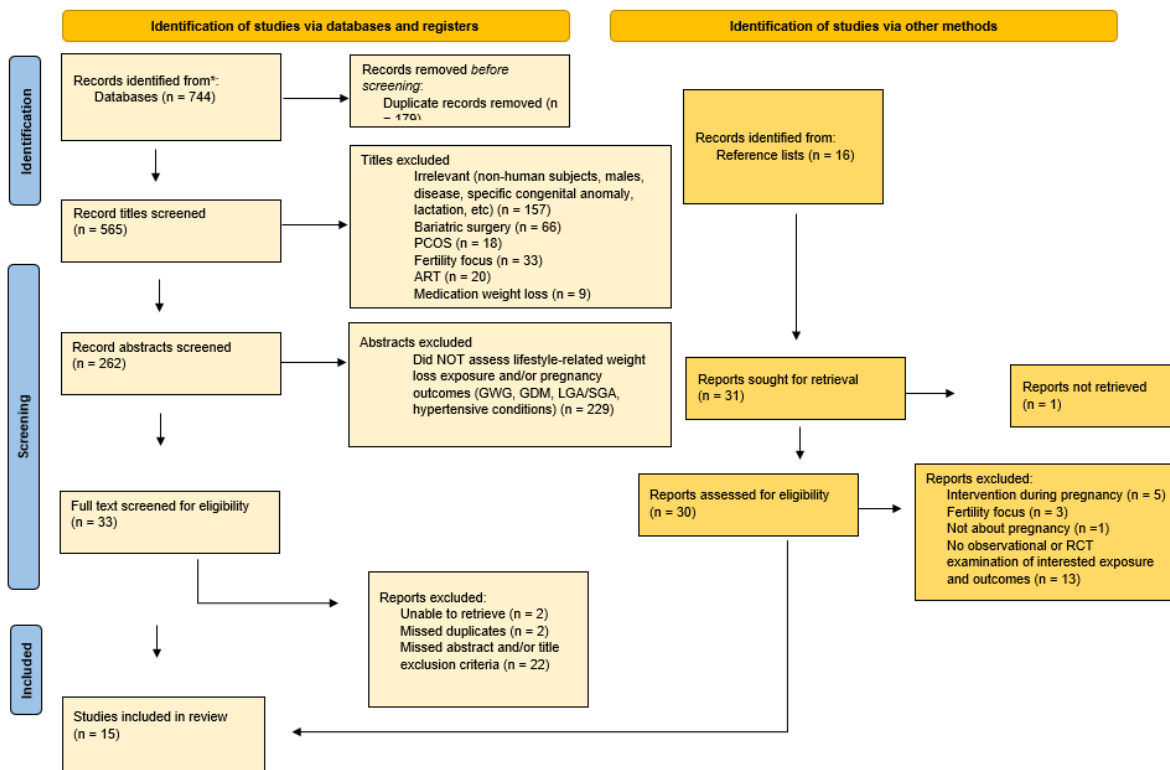 Identification of studies via databases and registers
Identification of studies via other methods
Identification
Records identified from*:
Databases (n = 744)
Records removed before
screening:
Duplicate records removed (n
= 179)
Records identified from:
Reference lists (n = 16)
Record titles screened
(n = 565)
Titles excluded
Irrelevant (non-human subjects, males,
disease, specific congenital anomaly,
lactation, etc) (n = 157)
Bariatric surgery (n = 66)
PCOS (n = 18)
Fertility focus (n = 33)
ART (n = 20)
Medication weight loss (n = 9)
Screening
Record abstracts screened
(n = 262)
Abstracts excluded
Did NOT assess lifestyle-related weight
loss exposure and/or pregnancy
outcomes (GWG, GDM, LGA/SGA,
hypertensive conditions) (n = 229)
Reports sought for retrieval
(n = 31)
Reports not retrieved
(n = 1)
Full text screened for eligibility
(n = 33)
Reports assessed for eligibility
(n = 30)
Reports excluded:
Intervention during pregnancy (n = 5)
Fertility focus (n = 3)
Not about pregnancy (n =1)
No observational or RCT
examination of interested exposure
and outcomes (n = 13)
Reports excluded:
Unable to retrieve (n = 2)
Missed duplicates (n = 2)
Missed abstract and/or title
exclusion criteria (n = 22)
Included
Studies included in review
(n = 15)